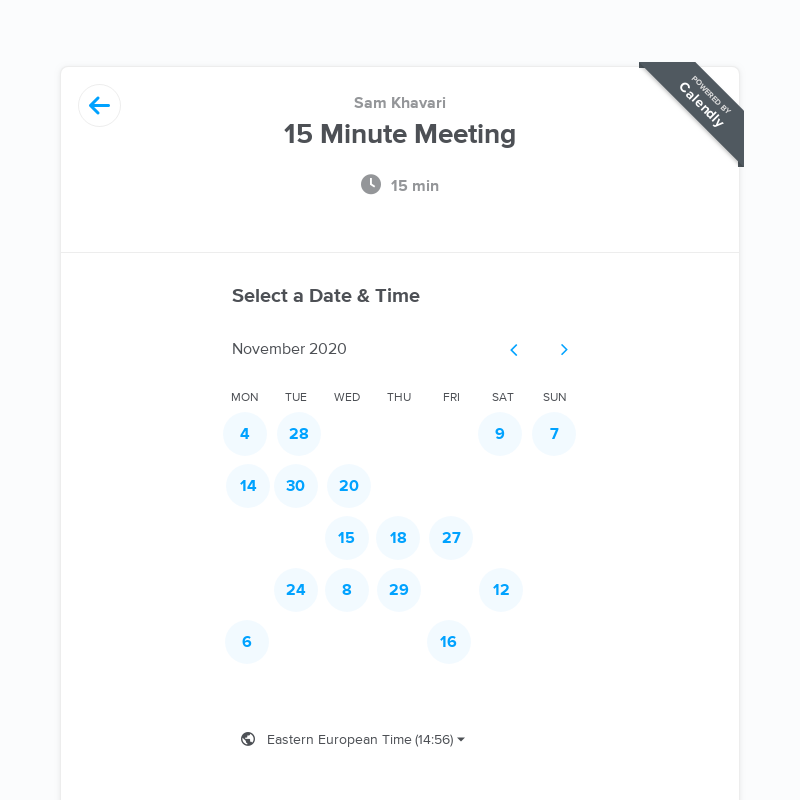 POWERED BY
Calendly
Sam Khavari
15 Minute Meeting
15 min
Select a Date & Time
November 2020
MON TUE WED THU FRI SAT SUN
4 28 9 7
14 30 20
15 18 27
24 8 29 12
6 16
Eastern European Time (14:56)